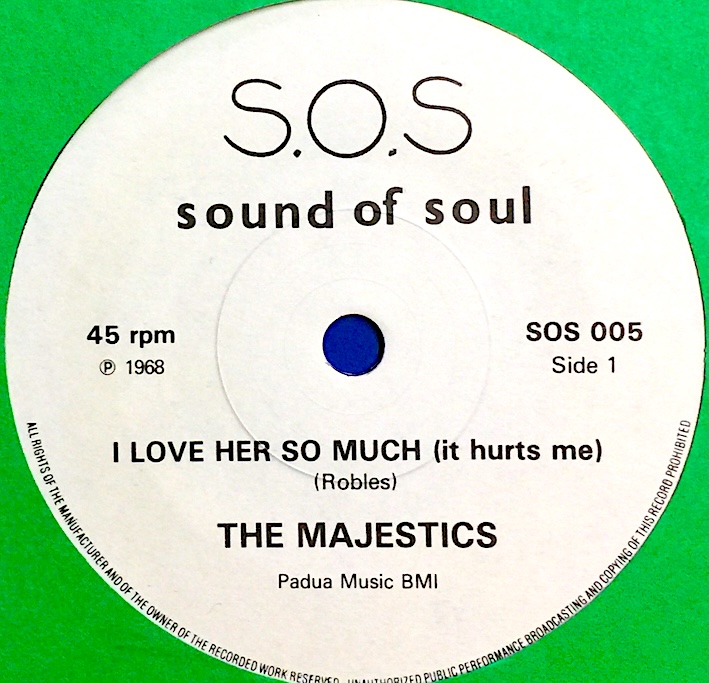 S.O.S
sound of soul
45 rpm
℗ 1968
SOS 005
Side 1
I LOVE HER SO MUCH (it hurts me)
(Robles)
THE MAJESTICS
Padua Music BMI
ALL RIGHTS OF THE MANUFACTURER AND OF THE OWNER OF THE RECORDED WORK RESERVED UNAUTHORIZED PUBLIC PERFORMANCE BROADCASTING AND COPYING OF THIS RECORD PROHIBITED